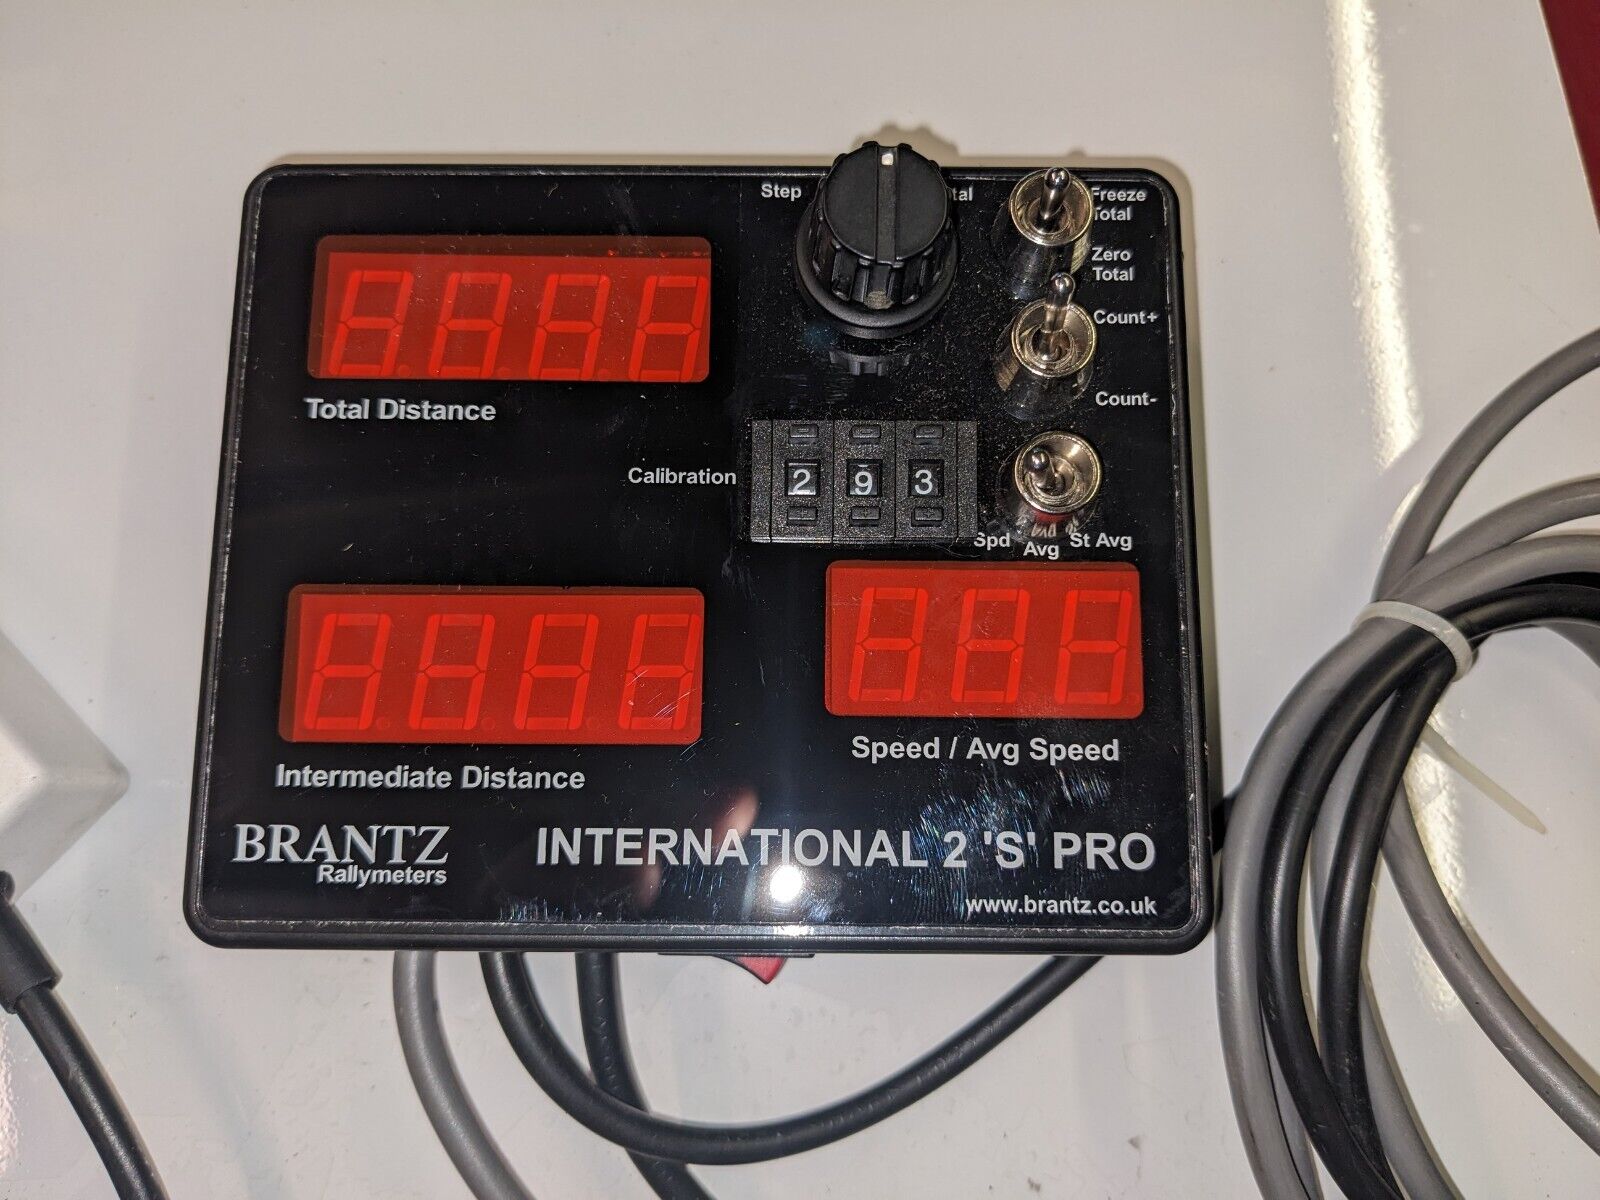 Step
Freeze
Total
Zero
Total
Count+
Count-
Total Distance
Calibration
2 9 3
Spd Avg St Avg
Intermediate Distance
Speed / Avg Speed
BRANTZ
Rallymeters
INTERNATIONAL 2 'S' PRO
www.brantz.co.uk